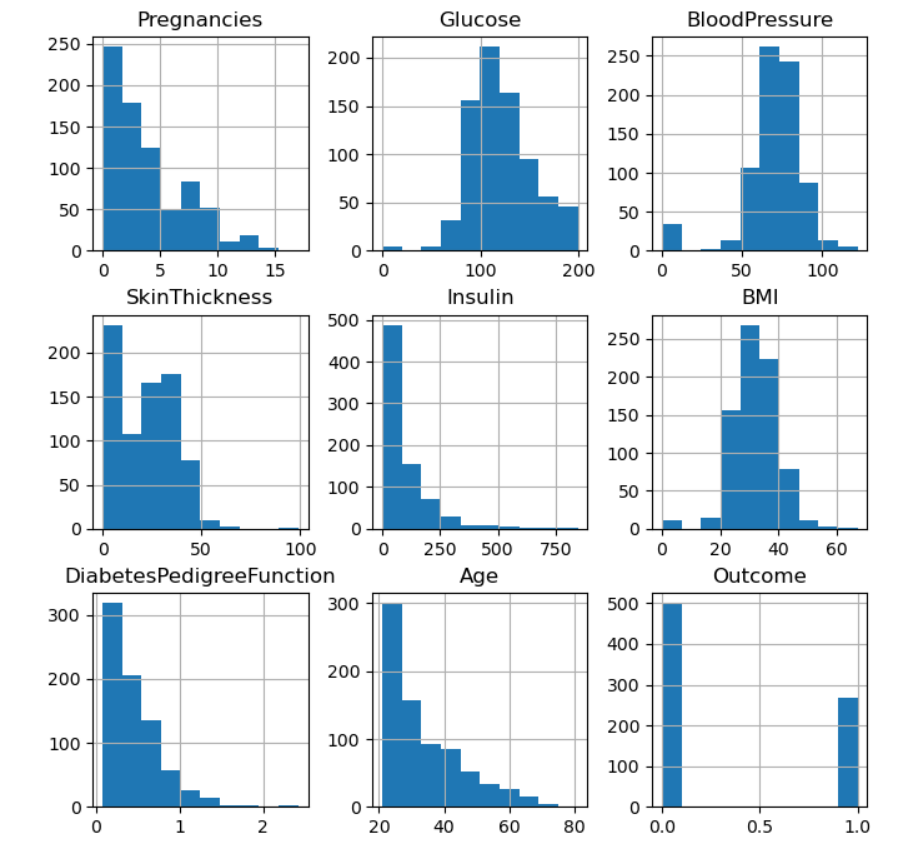 Pregnancies Glucose BloodPressure
250 200 150 100 50 0
0 5 10 15
200 150 100 50 0
0 100 200
250 200 150 100 50 0
0 50 100
SkinThickness Insulin BMI
200 150 100 50 0
0 50 100
500 400 300 200 100 0
0 250 500 750
250 200 150 100 50 0
0 20 40 60
DiabetesPedigreeFunction Age Outcome
300 200 100 0
0 1 2
300 200 100 0
20 40 60 80
500 400 300 200 100 0
0.0 0.5 1.0